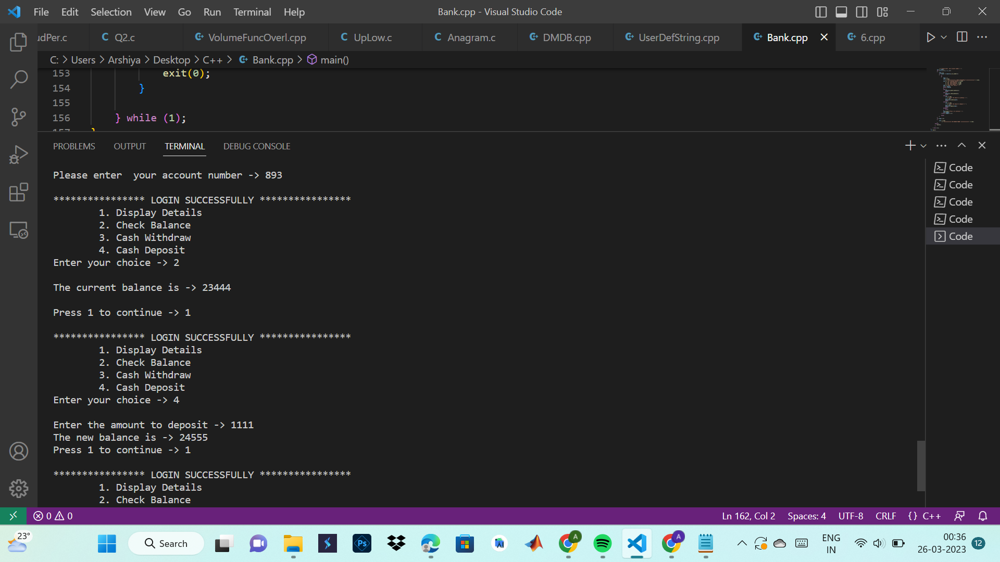 File Edit Selection View Go Run Terminal Help Bank.cpp - Visual Studio Code
udPer.c Q2.c VolumeFuncOverl.cpp UpLow.c Anagram.c DMDB.cpp UserDefString.cpp Bank.cpp 6.cpp
C: > Users > Arshiya > Desktop > C++ > Bank.cpp > main()
153 exit(0);
154 }
155
156 } while (1);
157 }
PROBLEMS OUTPUT TERMINAL DEBUG CONSOLE
Please enter  your account number -> 893
**************** LOGIN SUCCESSFULLY ****************
1. Display Details
2. Check Balance
3. Cash Withdraw
4. Cash Deposit
Enter your choice -> 2
The current balance is -> 23444
Press 1 to continue -> 1
**************** LOGIN SUCCESSFULLY ****************
1. Display Details
2. Check Balance
3. Cash Withdraw
4. Cash Deposit
Enter your choice -> 4
Enter the amount to deposit -> 1111
The new balance is -> 24555
Press 1 to continue -> 1
**************** LOGIN SUCCESSFULLY ****************
1. Display Details
2. Check Balance
Code
Code
Code
Code
Code
0 0 Ln 162, Col 2 Spaces: 4 UTF-8 CRLF {} C++
23° Search Ps A A ENG IN 00:36 26-03-2023 12